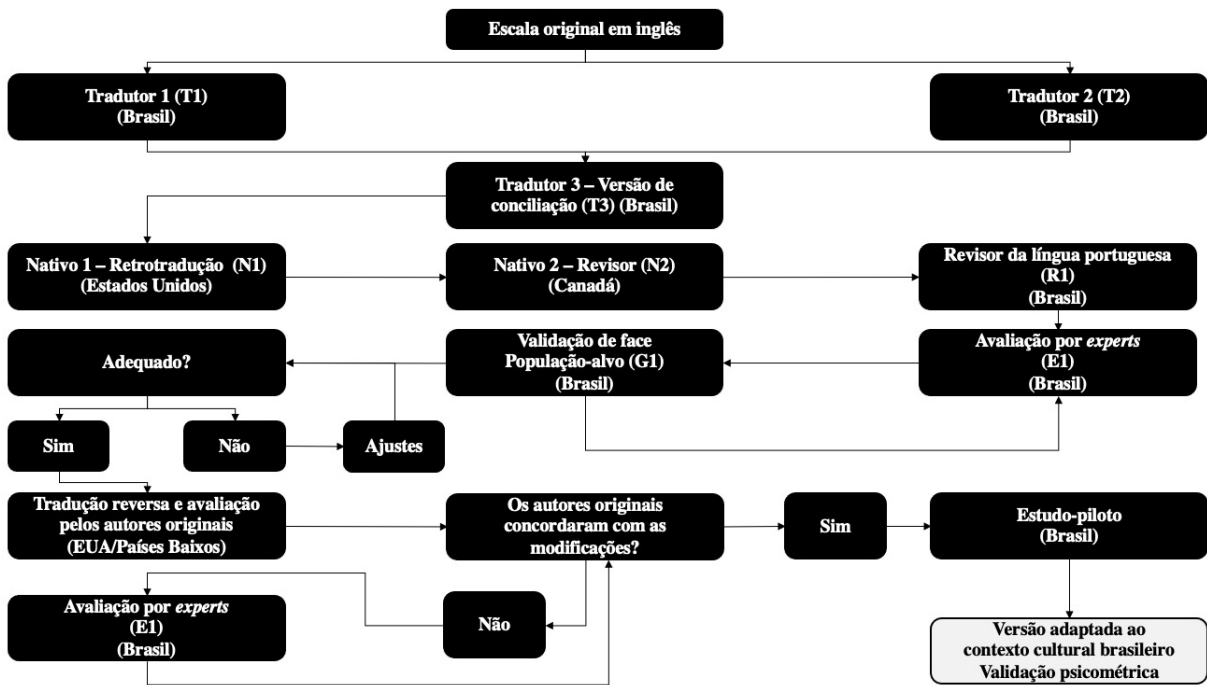 Escala original em inglês
Tradutor 1 (T1)
(Brasil)
Tradutor 2 (T2)
(Brasil)
Tradutor 3 – Versão de
conciliação (T3) (Brasil)
Nativo 1 – Retrotradução (N1)
(Estados Unidos)
Nativo 2 – Revisor (N2)
(Canadá)
Revisor da língua portuguesa
(R1)
(Brasil)
Adequado?
Validação de face
População-alvo (G1)
(Brasil)
Avaliação por experts
(E1)
(Brasil)
Sim
Não
Ajustes
Tradução reversa e avaliação
pelos autores originais
(EUA/Países Baixos)
Os autores originais
concordaram com as
modificações?
Sim
Estudo-piloto
(Brasil)
Avaliação por experts
(E1)
(Brasil)
Não
Versão adaptada ao
contexto cultural brasileiro
Validação psicométrica